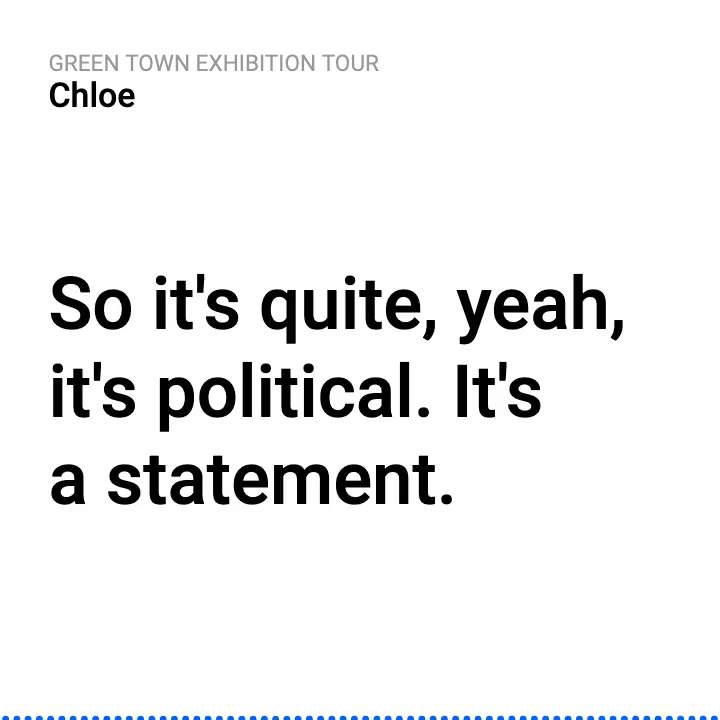 GREEN TOWN EXHIBITION TOUR
Chloe
So it's quite, yeah,
it's political. It's
a statement.